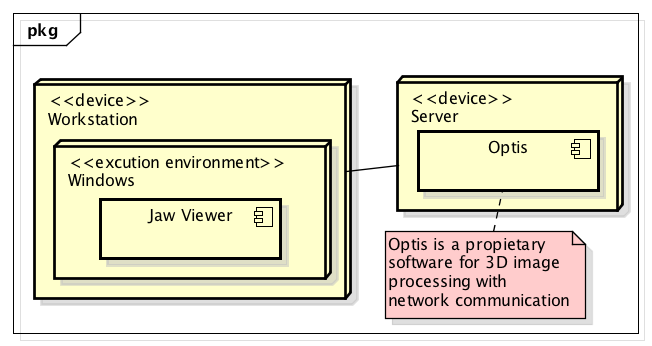 pkg
<<device>>
Workstation
<<excution environment>>
Windows
Jaw Viewer
<<device>>
Server
Optis
Optis is a propietary
software for 3D image
processing with
network communication